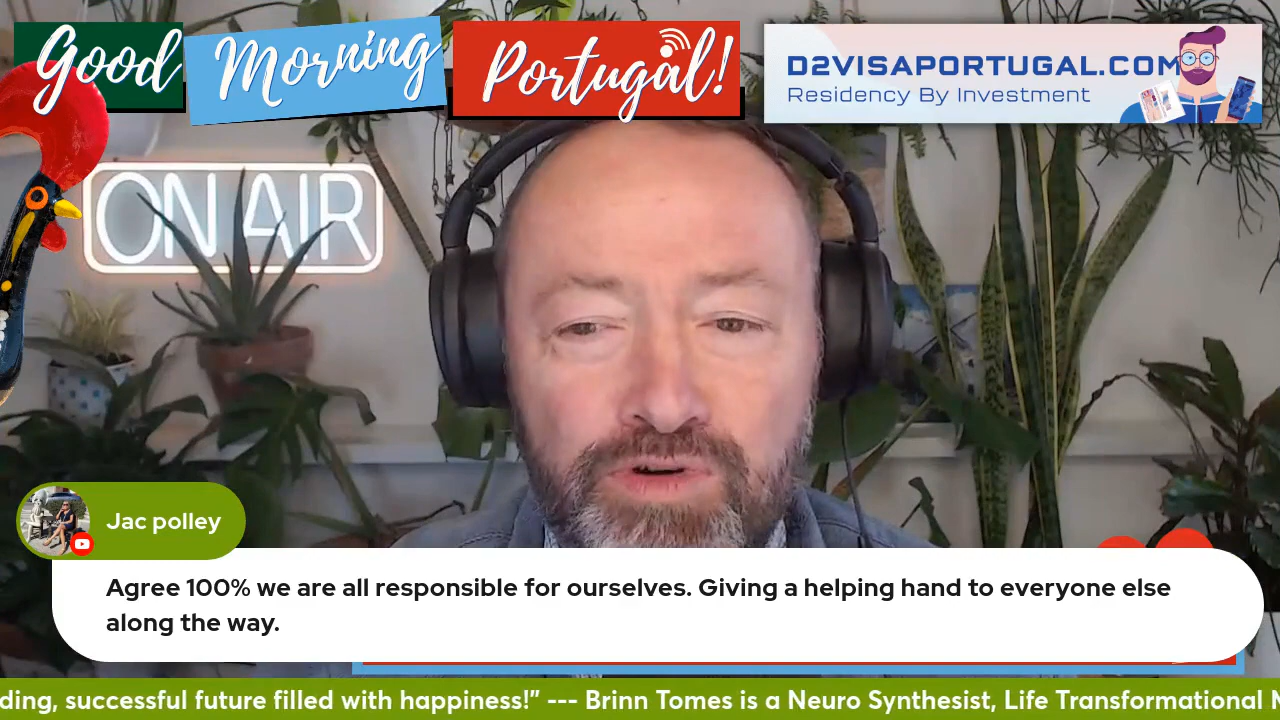 Good Morning Portugal!
D2VISAPORTUGAL.COM
Residency By Investment
ON AIR
Jac polley
Agree 100% we are all responsible for ourselves. Giving a helping hand to everyone else
along the way.
ding, successful future filled with happiness!” --- Brinn Tomes is a Neuro Synthesist, Life Transformational